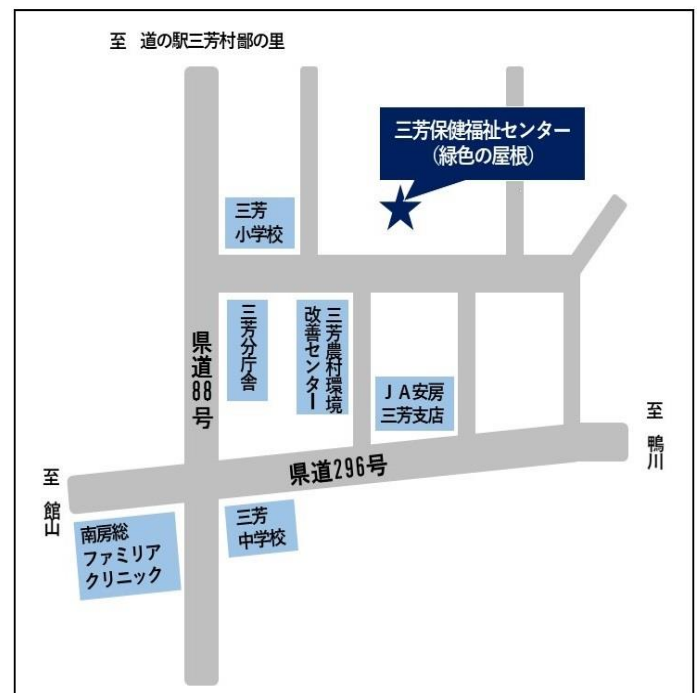 至 道の駅三芳村鄙の里
三芳保健福祉センター
(緑色の屋根)
三芳
小学校
三芳分庁舎
三芳農村環境
改善センター
県道88号
JA安房
三芳支店
至 鴨川
県道296号
至 館山
南房総
ファミリア
クリニック
三芳
中学校